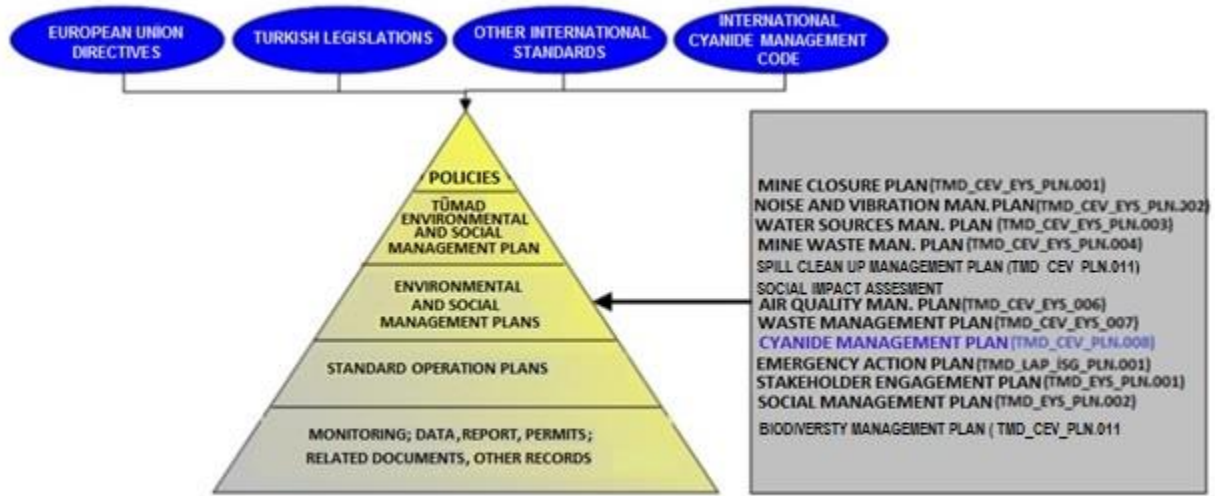 EUROPEAN UNION
DIRECTIVES
TURKISH LEGISLATIONS
OTHER INTERNATIONAL
STANDARDS
INTERNATIONAL
CYANIDE MANAGEMENT
CODE
POLICIES
TÜMAD
ENVIRONMENTAL
AND SOCIAL
MANAGEMENT PLAN
ENVIRONMENTAL
AND SOCIAL
MANAGEMENT PLANS
STANDARD OPERATION PLANS
MONITORING; DATA, REPORT, PERMITS;
RELATED DOCUMENTS, OTHER RECORDS
MINE CLOSURE PLAN (TMD_CEV_EYS_PLN.001)
NOISE AND VIBRATION MAN. PLAN (TMD_CEV_EYS_PLN.002)
WATER SOURCES MAN. PLAN (TMD_CEV_EYS_PLN.003)
MINE WASTE MAN. PLAN (TMD_CEV_EYS_PLN.004)
SPILL CLEAN UP MANAGEMENT PLAN (TMD_CEV_PLN.011)
SOCIAL IMPACT ASSESMENT
AIR QUALITY MAN. PLAN (TMD_CEV_EYS_006)
WASTE MANAGEMENT PLAN (TMD_CEV_EYS_007)
CYANIDE MANAGEMENT PLAN (TMD_CEV_PLN.008)
EMERGENCY ACTION PLAN (TMD_LAP_İSG_PLN.001)
STAKEHOLDER ENGAGEMENT PLAN (TMD_EYS_PLN.001)
SOCIAL MANAGEMENT PLAN (TMD_EYS_PLN.002)
BIODIVERSTY MANAGEMENT PLAN ( TMD_CEV_PLN.011